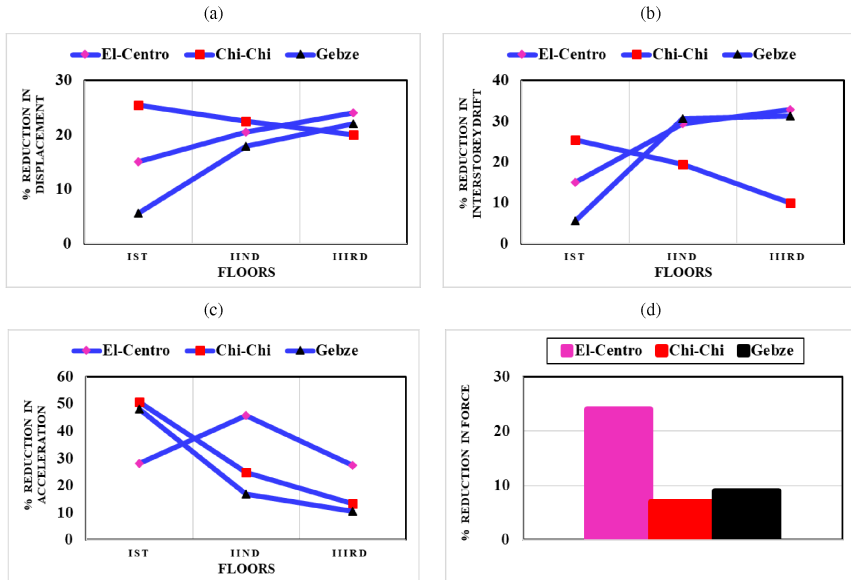 (a)
El-Centro Chi-Chi Gebze
% REDUCTION IN
DISPLACEMENT
30
20
10
0
IST IIND IIIRD
FLOORS
(b)
El-Centro Chi-Chi Gebze
% REDUCTION IN
INTERSTOREY DRIFT
40
30
20
10
0
IST IIND IIIRD
FLOORS
(c)
El-Centro Chi-Chi Gebze
% REDUCTION IN
ACCELERATION
60
50
40
30
20
10
0
IST IIND IIIRD
FLOORS
(d)
El-Centro Chi-Chi Gebze
% REDUCTION IN FORCE
30
20
10
0